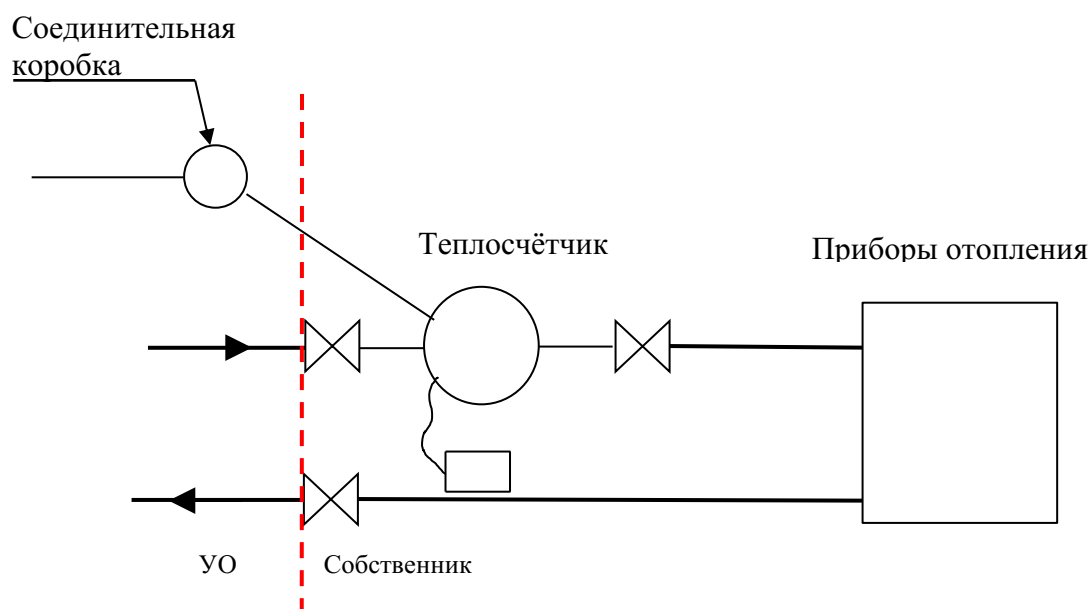 Соединительная
коробка
Теплосчётчик
Приборы отопления
УО
Собственник